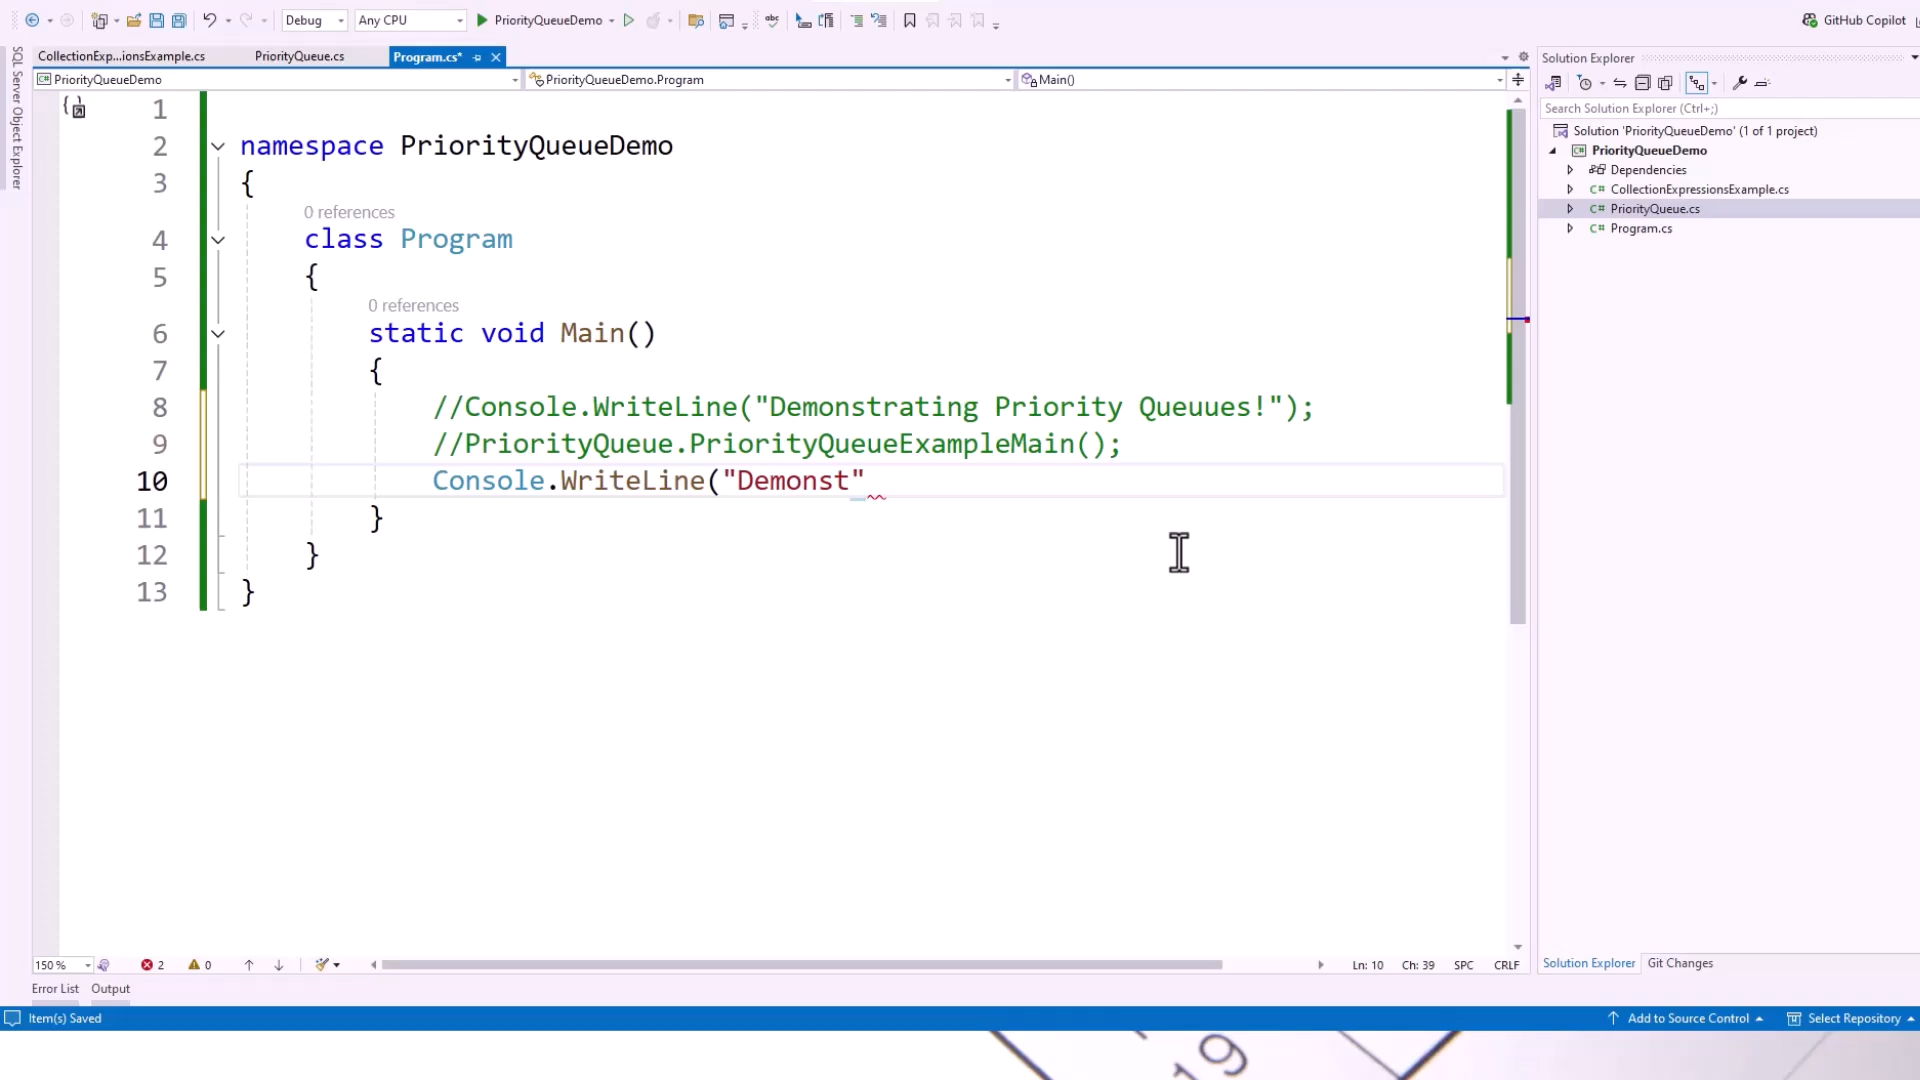 Debug
Any CPU
PriorityQueueDemo
GitHub Copilot
SQL Server Object Explorer
CollectionExp...ionsExample.cs
PriorityQueue.cs
Program.cs*
PriorityQueueDemo
PriorityQueueDemo.Program
Main()
1
2 namespace PriorityQueueDemo
3 {
0 references
4 class Program
5 {
0 references
6 static void Main()
7 {
8 //Console.WriteLine("Demonstrating Priority Queuues!");
9 //PriorityQueue.PriorityQueueExampleMain();
10 Console.WriteLine("Demonst"
11 }
12 }
13 }
Solution Explorer
Search Solution Explorer (Ctrl+;)
Solution 'PriorityQueueDemo' (1 of 1 project)
PriorityQueueDemo
Dependencies
C# CollectionExpressionsExample.cs
C# PriorityQueue.cs
C# Program.cs
150 %
2
0
Ln: 10
Ch: 39
SPC
CRLF
Solution Explorer
Git Changes
Error List
Output
Item(s) Saved
Add to Source Control
Select Repository
19